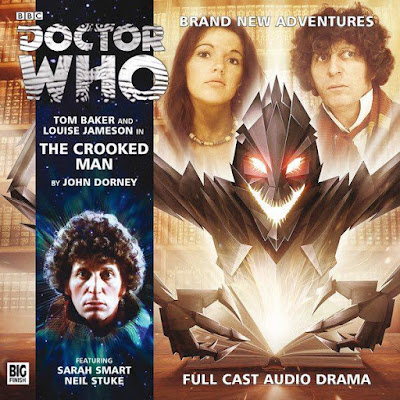 BBC
DOCTOR
WHO
TOM BAKER AND
LOUISE JAMESON IN
THE CROOKED
MAN
BY JOHN DORNEY
FEATURING
SARAH SMART
NEIL STUKE
BIG
FINISH
BRAND NEW ADVENTURES
FULL CAST AUDIO DRAMA